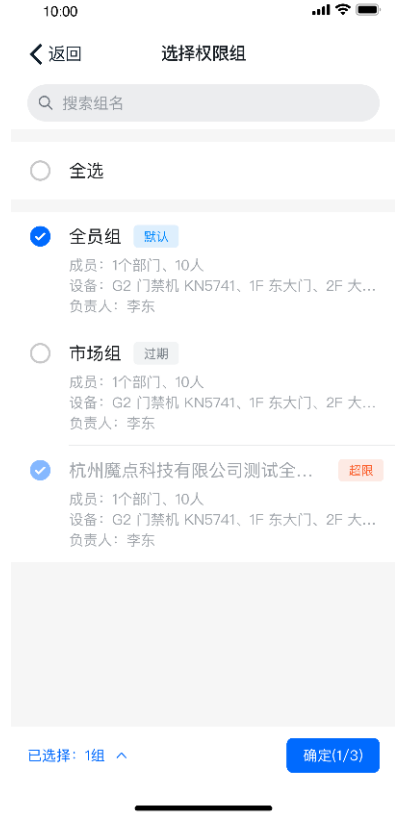 10:00
返回
选择权限组
搜索组名
全选
全员组 默认
成员：1个部门、10人
设备：G2 门禁机 KN5741、1F 东大门、2F 大...
负责人：李东
市场组 过期
成员：1个部门、10人
设备：G2 门禁机 KN5741、1F 东大门、2F 大...
负责人：李东
杭州魔点科技有限公司测试全... 超限
成员：1个部门、10人
设备：G2 门禁机 KN5741、1F 东大门、2F 大...
负责人：李东
已选择：1组 确定(1/3)